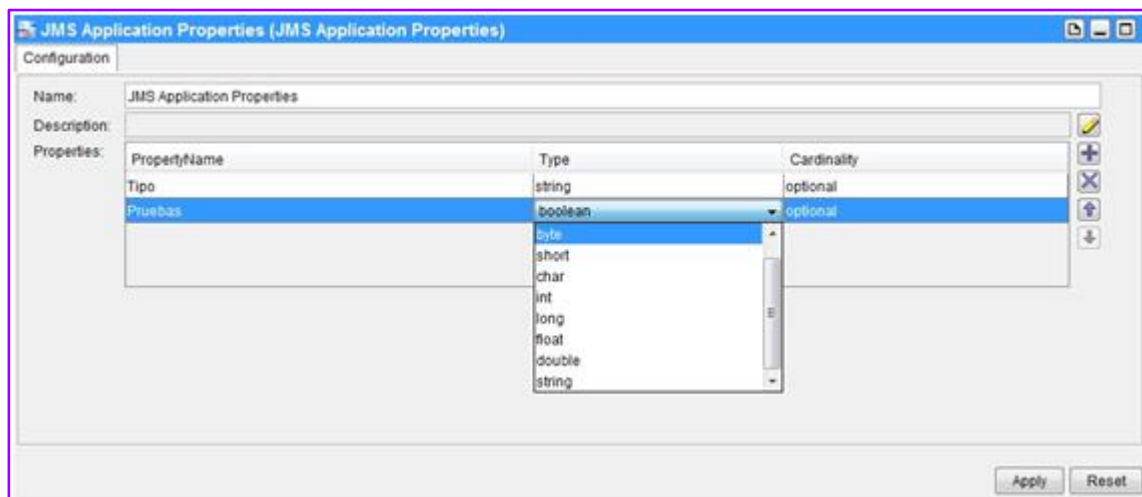 JMS Application Properties (JMS Application Properties)
Configuration
Name: JMS Application Properties
Description:
Properties:
PropertyName Type Cardinality
Tipo string optional
Pruebas boolean optional
byte
short
char
int
long
float
double
string
Apply Reset